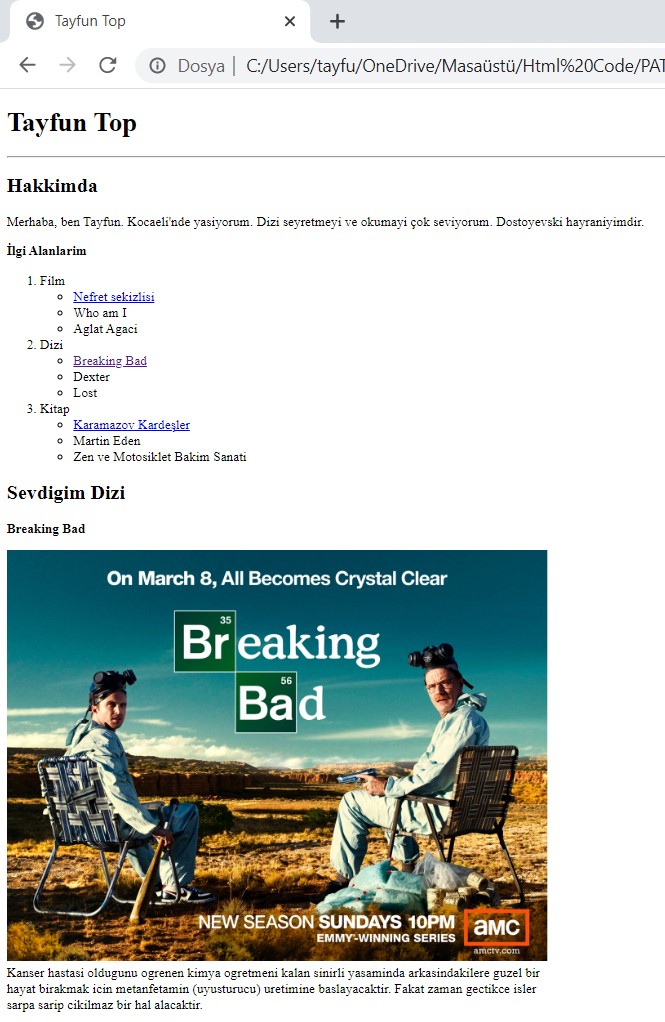 Tayfun Top
Dosya | C:/Users/tayfu/OneDrive/Masaüstü/Html%20Code/PAT
Tayfun Top
Hakkimda
Merhaba, ben Tayfun. Kocaeli'nde yasiyorum. Dizi seyretmeyi ve okumayi çok seviyorum. Dostoyevski hayraniyimdir.
İlgi Alanlarim
1. Film
Nefret sekizlisi
Who am I
Aglat Agaci
2. Dizi
Breaking Bad
Dexter
Lost
3. Kitap
Karamazov Kardeşler
Martin Eden
Zen ve Motosiklet Bakim Sanati
Sevdigim Dizi
Breaking Bad
On March 8, All Becomes Crystal Clear
35
Breaking
56
Bad
NEW SEASON SUNDAYS 10PM
EMMY-WINNING SERIES
amc
amctv.com
Kanser hastasi oldugunu ogrenen kimya ogretmeni kalan sinirli yasaminda arkasindakilere guzel bir
hayat birakmak icin metanfetamin (uyusturucu) uretimine baslayacaktir. Fakat zaman gectikce isler
sarpa sarip cikilmaz bir hal alacaktir.